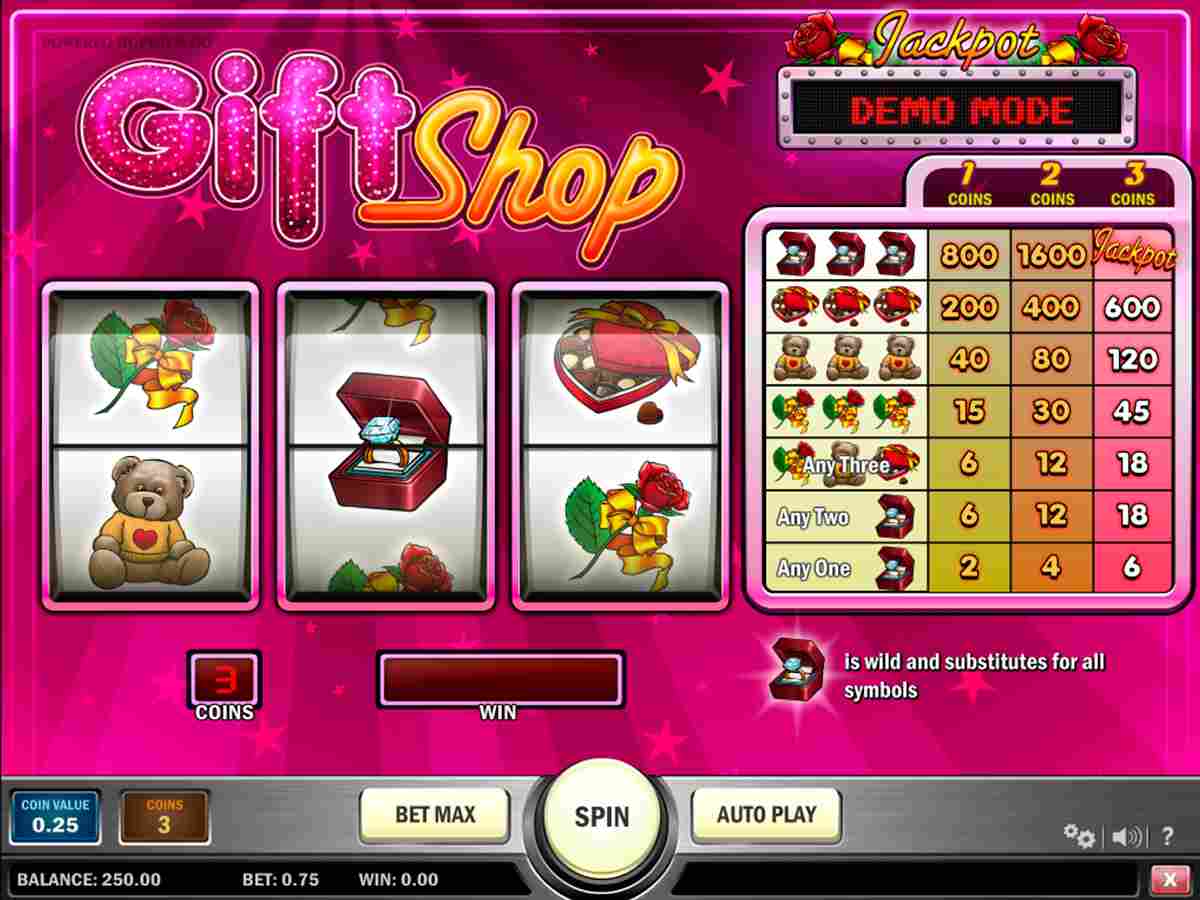 Gift Shop
Jackpot
DEMO MODE
1 2 3
COINS COINS COINS
800 1600 Jackpot
200 400 600
40 80 120
15 30 45
Any Three 6 12 18
Any Two 6 12 18
Any One 2 4 6
is wild and substitutes for all
symbols
3
COINS
WIN
COIN VALUE
0.25
COINS
3
BET MAX
SPIN
AUTO PLAY
?
BALANCE: 250.00 BET: 0.75 WIN: 0.00
X